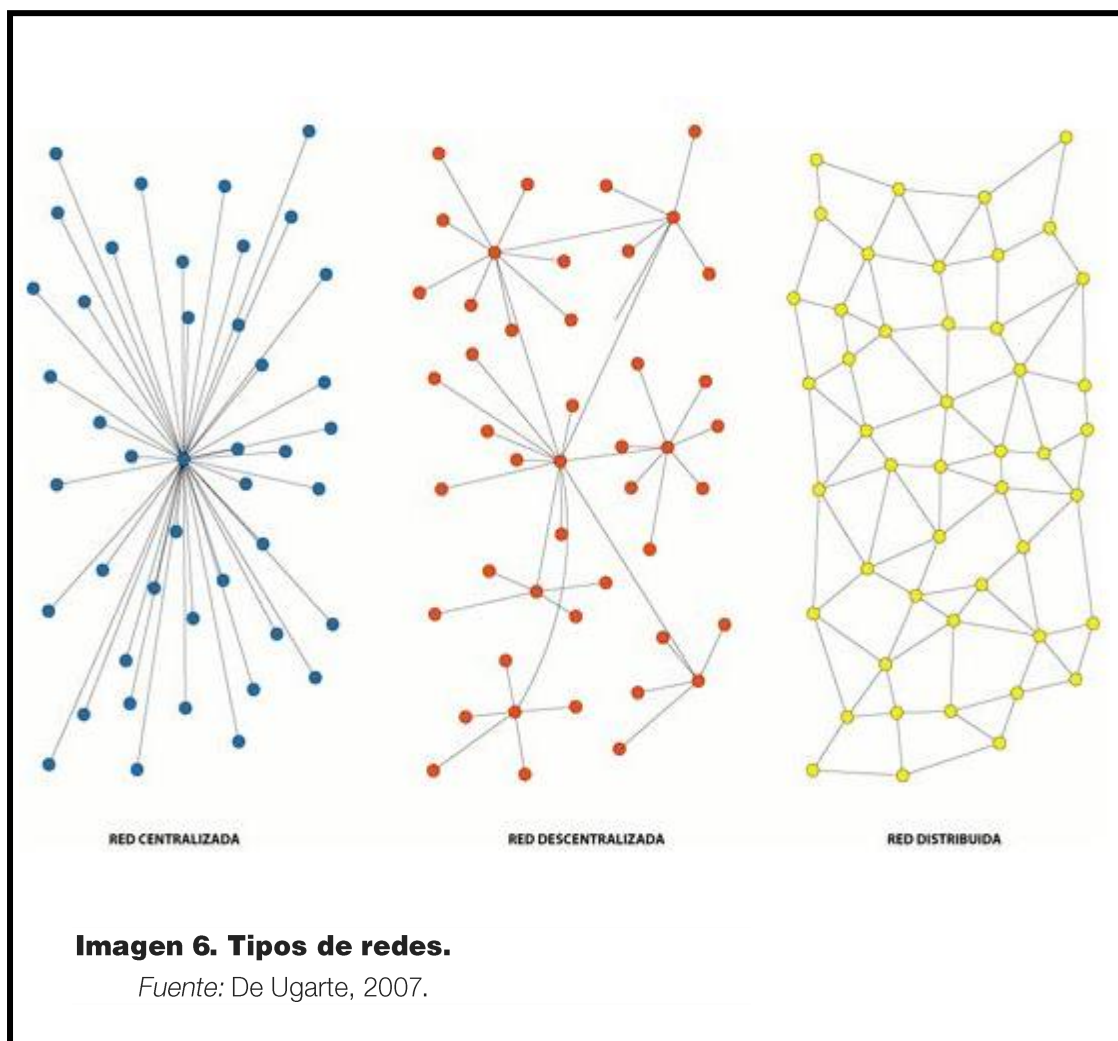 RED CENTRALIZADA
RED DESCENTRALIZADA
RED DISTRIBUIDA
Imagen 6. Tipos de redes.
Fuente: De Ugarte, 2007.